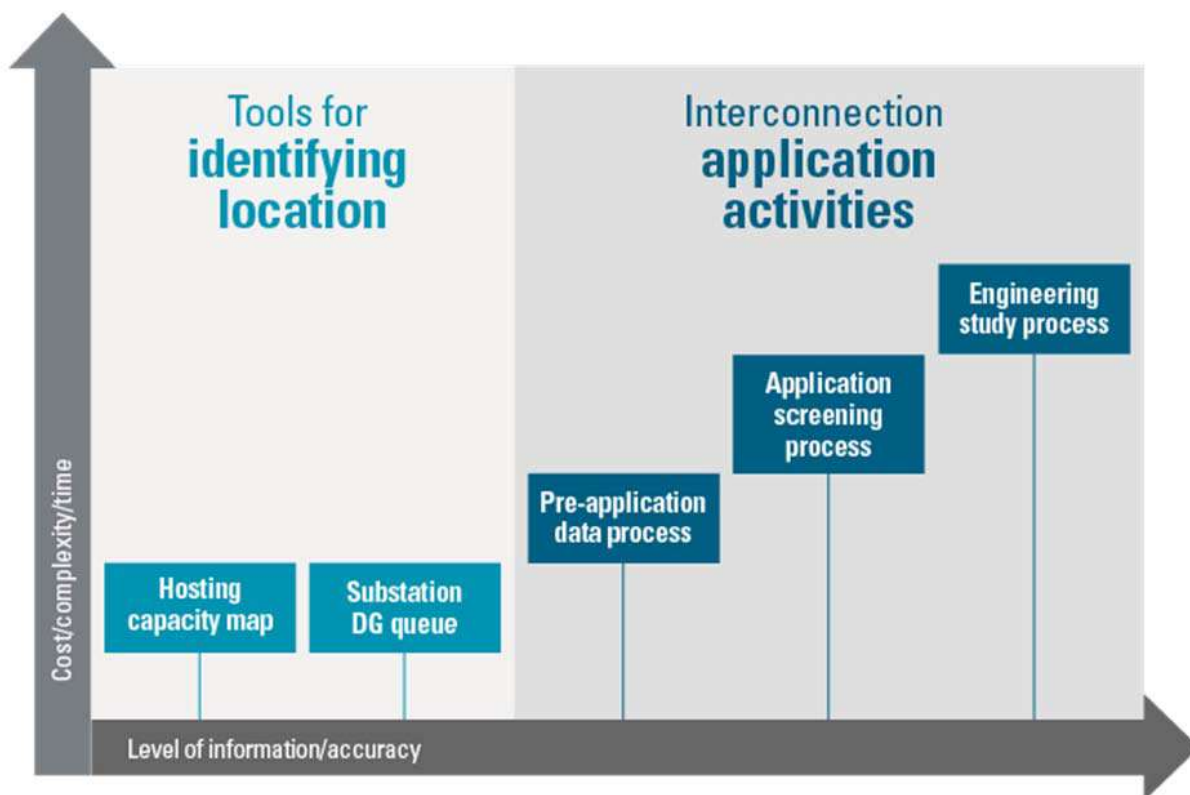 Tools for
identifying
location
Interconnection
application
activities
Engineering
study process
Application
screening
process
Pre-application
data process
Hosting
capacity map
Substation
DG queue
Cost/complexity/time
Level of information/accuracy